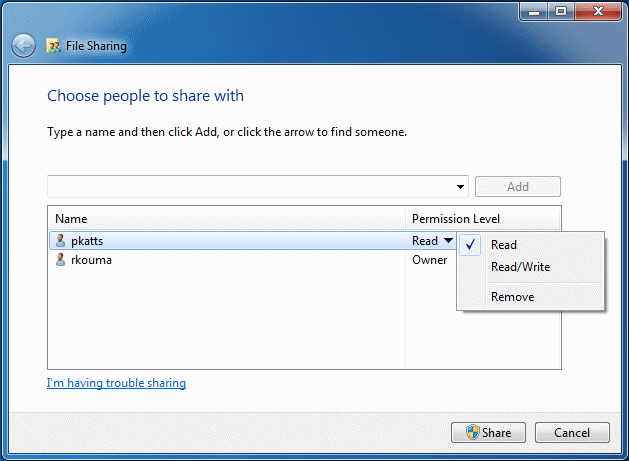 File Sharing
Choose people to share with
Type a name and then click Add, or click the arrow to find someone.
Add
Name Permission Level
pkatts Read Read
rkouma Owner Read/Write
Remove
I'm having trouble sharing
Share Cancel